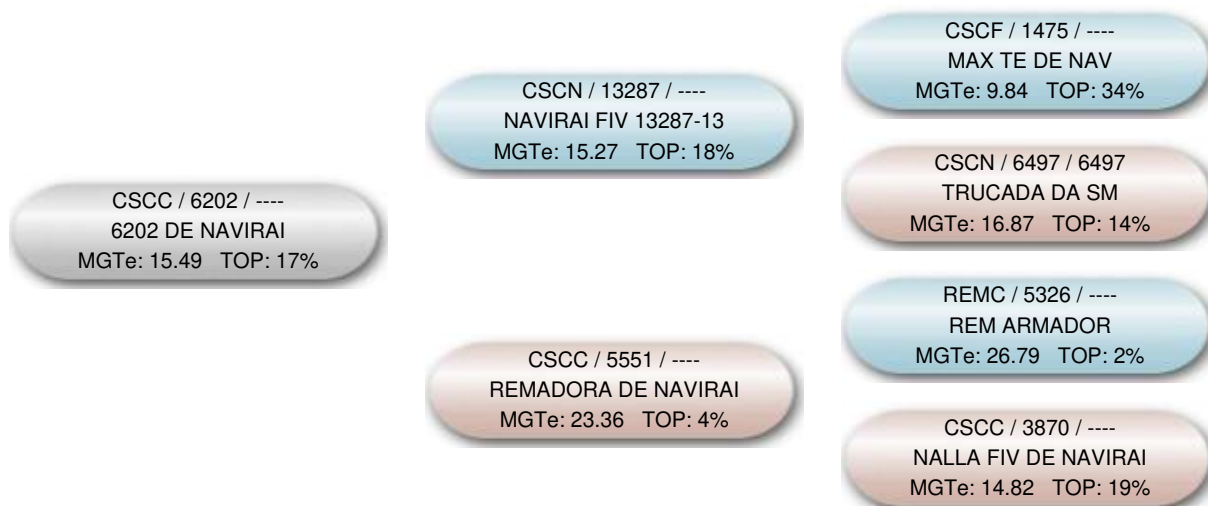 CSCC / 6202 / ----
6202 DE NAVIRAI
MGTe: 15.49 TOP: 17%
CSCN / 13287 / ----
NAVIRAI FIV 13287-13
MGTe: 15.27 TOP: 18%
CSCC / 5551 / ----
REMADORA DE NAVIRAI
MGTe: 23.36 TOP: 4%
CSCF / 1475 / ----
MAX TE DE NAV
MGTe: 9.84 TOP: 34%
CSCN / 6497 / 6497
TRUCADA DA SM
MGTe: 16.87 TOP: 14%
REMC / 5326 / ----
REM ARMADOR
MGTe: 26.79 TOP: 2%
CSCC / 3870 / ----
NALLA FIV DE NAVIRAI
MGTe: 14.82 TOP: 19%